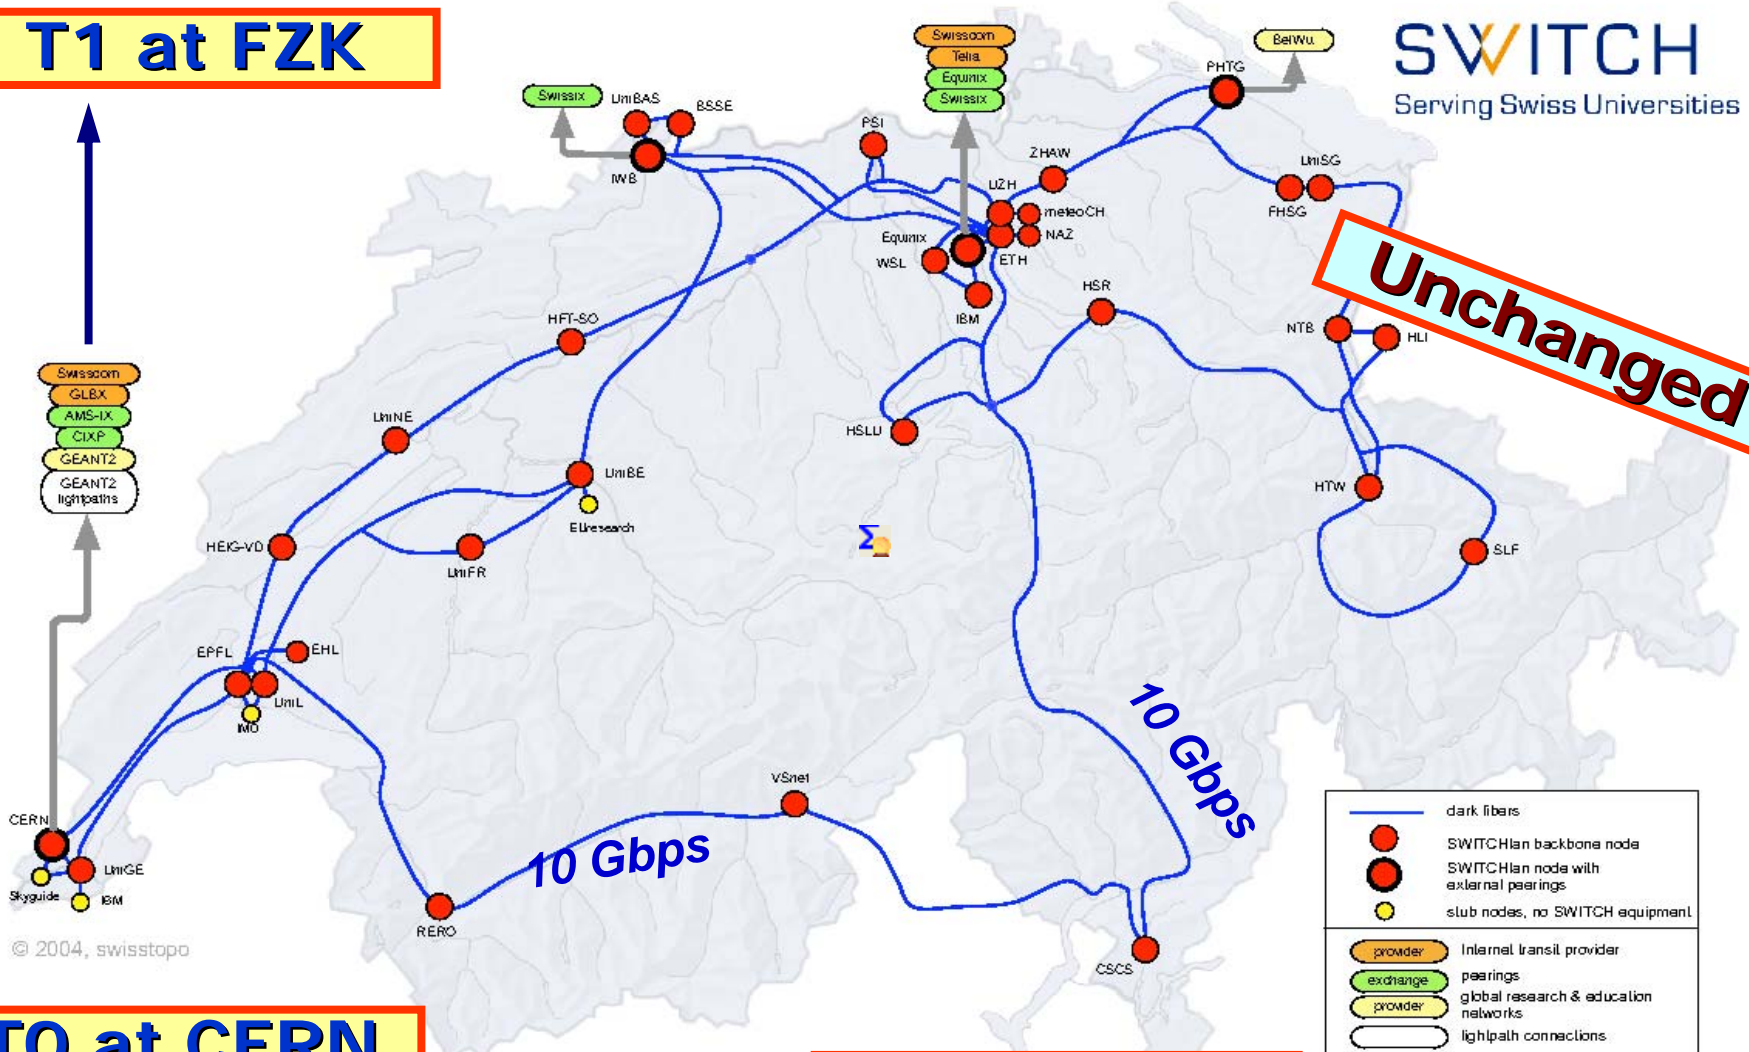 T1 at FZK
SWITCH
Serving Swiss Universities
Swisscom
Telia
Equinix
Swissix
BelWu
PHTG
Swissix
UniBAS
BSSE
IWB
PSI
ZHAW
UZH
meteoCH
NAZ
ETH
Equinix
WSL
IBM
UniSG
FHSG
Unchanged
HSR
NTB
HLI
HFT-SO
Swisscom
GLBX
AMS-IX
CIXP
GEANT2
GEANT2
lightpaths
UniNE
HSLU
UniBE
EUresearch
HTW
SLF
HEIG-VD
UniFR
EPFL
EHL
UniL
IMD
10 Gbps
VSnet
CERN
10 Gbps
UniGE
Skyguide
IBM
RERO
CSCS
© 2004, swisstopo
dark fibers
SWITCHlan backbone node
SWITCHlan node with
external peerings
stub nodes, no SWITCH equipment
provider Internet transit provider
exchange peerings
provider global research & education
networks
lightpath connections
T0 at CERN